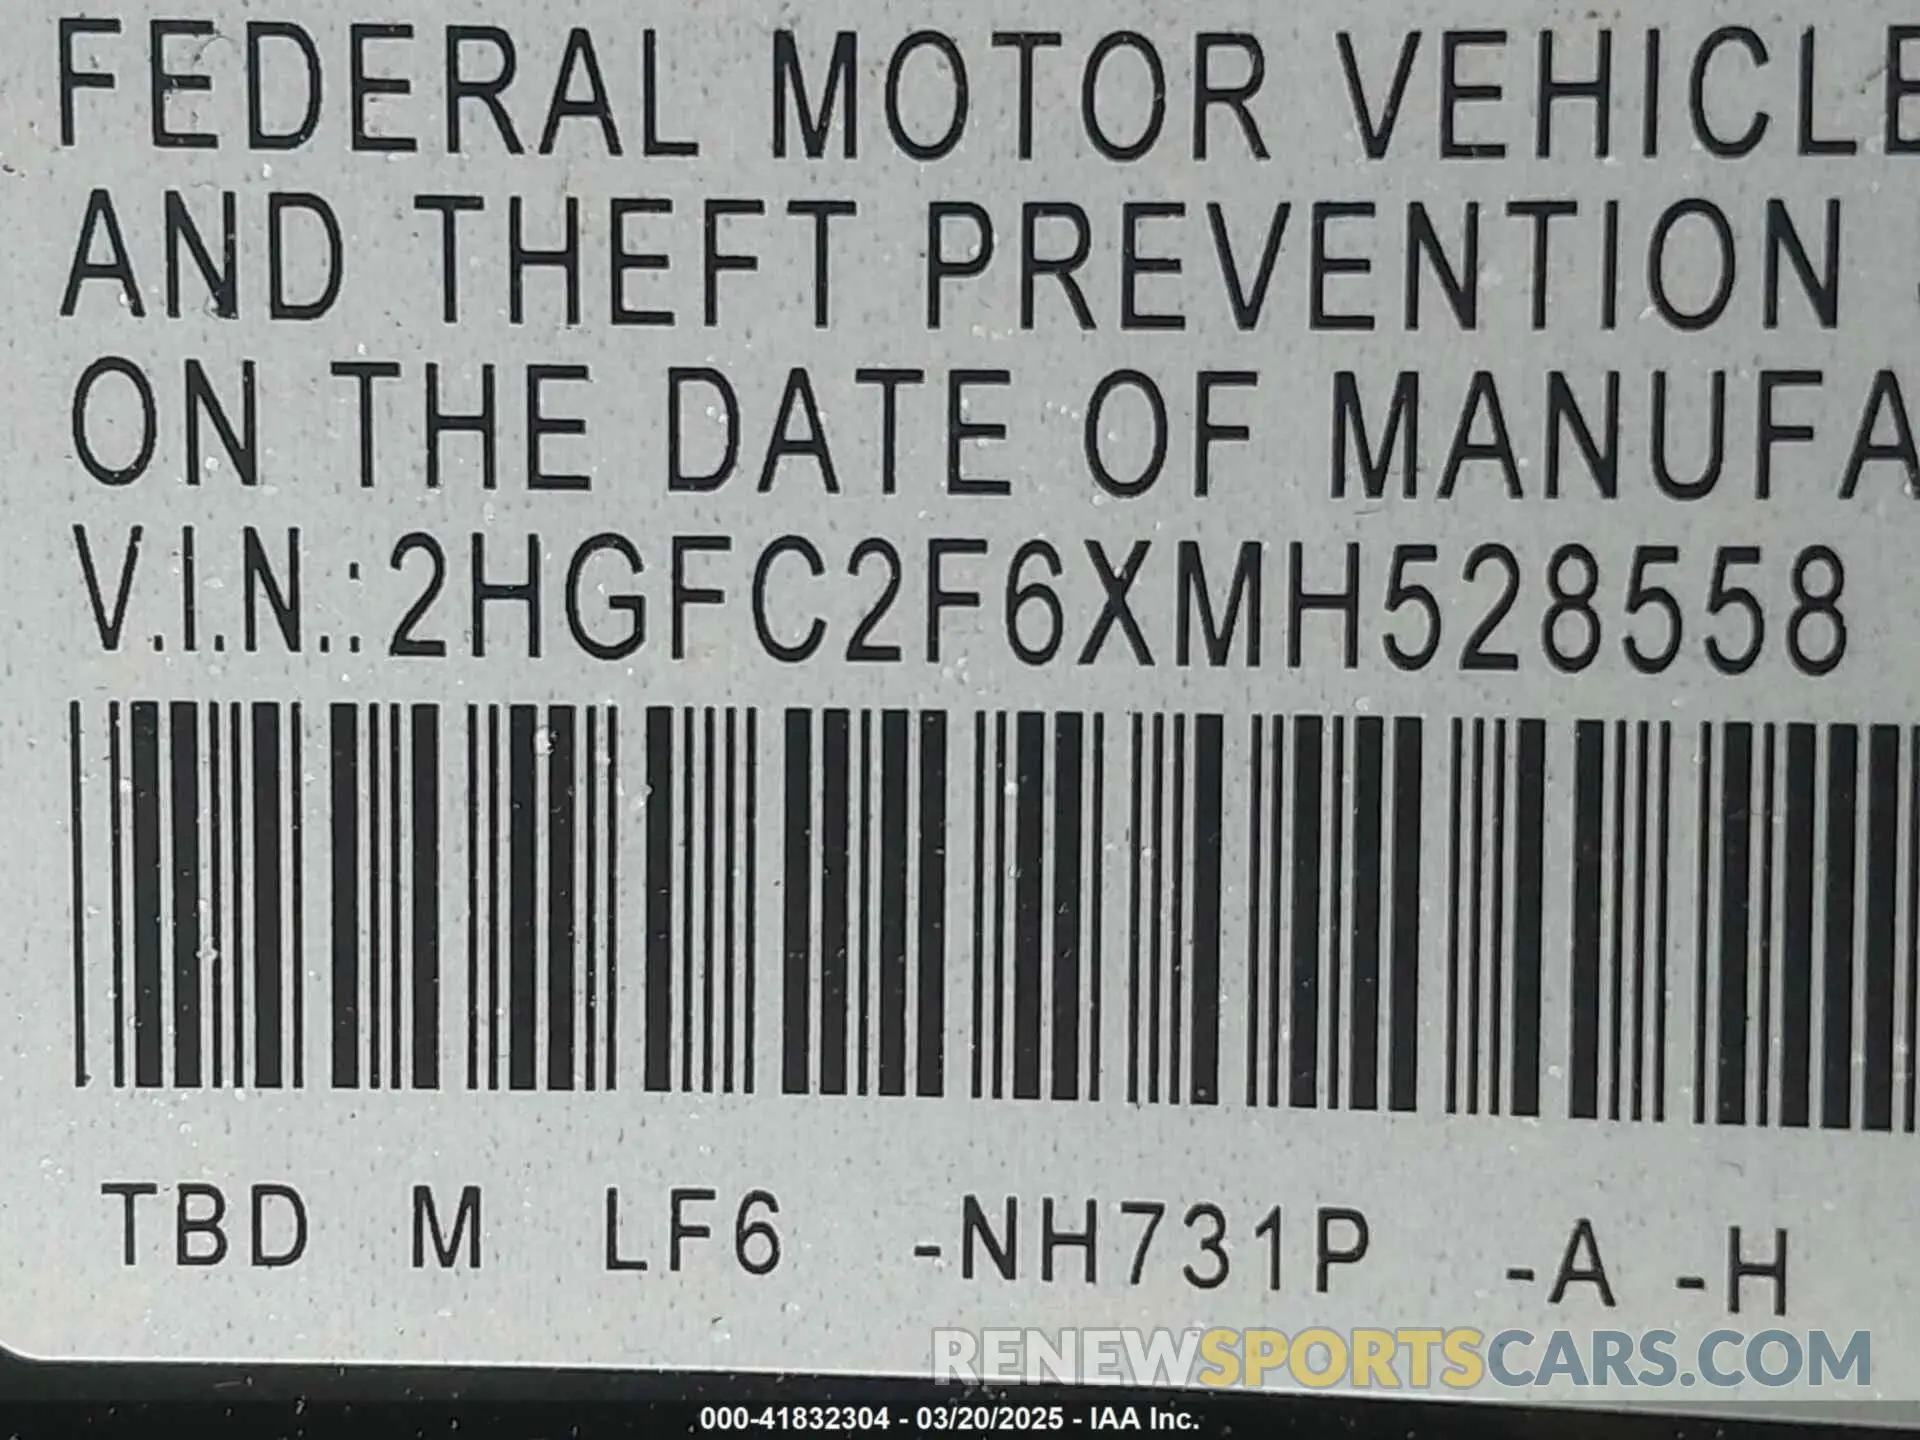 FEDERAL MOTOR VEHICLE
AND THEFT PREVENTION
ON THE DATE OF MANUFA
V.I.N.:2HGFC2F6XMH528558
TBD M LF6 -NH731P -A -H
RENEWSPORTSCARS.COM
000-41832304 - 03/20/2025 - IAA Inc.